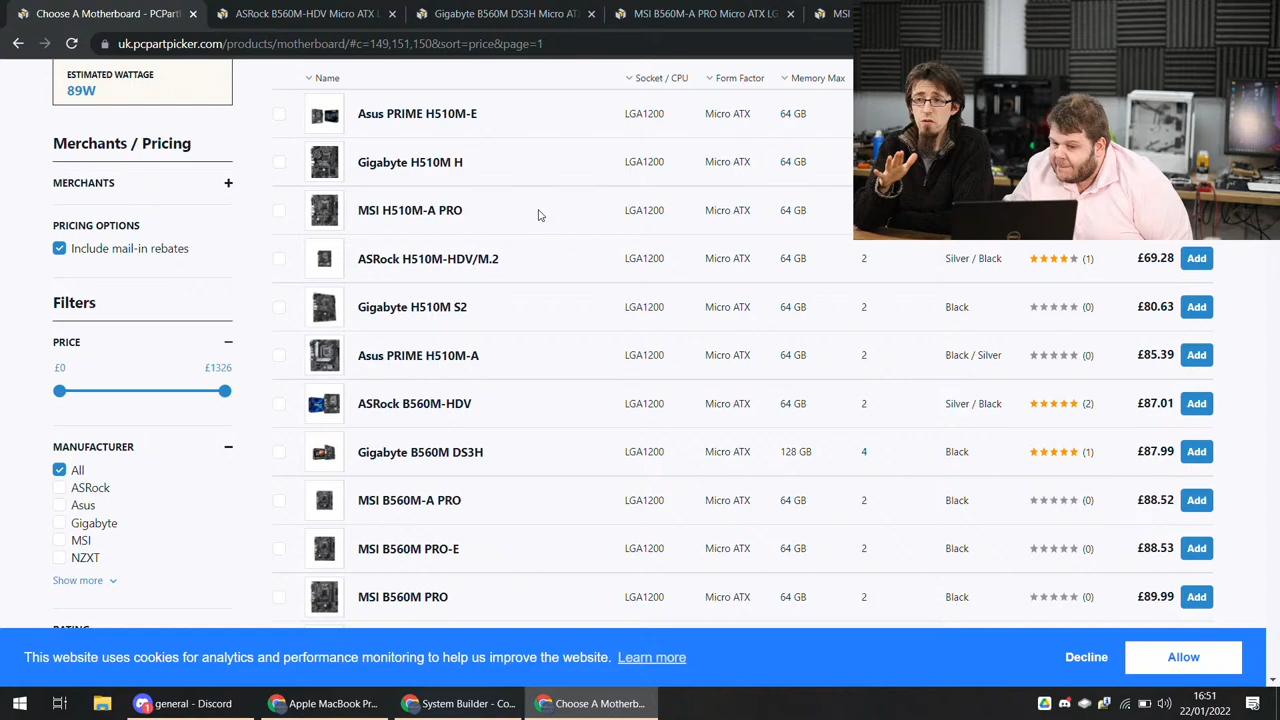 Choose A Motherboard - PCPartP
ASRock B560M-HDV Micro ATX
Gigabyte B560M DS3H Micro AT
MSI B560M-A PRO Micro ATX
MSI
uk.pcpartpicker.com/products/motherboard/#c=149,151,150&sort=price&page=1
ESTIMATED WATTAGE
89W
Merchants / Pricing
MERCHANTS
PRICING OPTIONS
Include mail-in rebates
Filters
PRICE
£0 £1326
MANUFACTURER
All
ASRock
Asus
Gigabyte
MSI
NZXT
Show more
RATING
Name Socket / CPU Form Factor Memory Max
Asus PRIME H510M-E LGA1200 Micro ATX 64 GB
Gigabyte H510M H LGA1200 Micro ATX 64 GB
MSI H510M-A PRO LGA1200 Micro ATX 64 GB
ASRock H510M-HDV/M.2 LGA1200 Micro ATX 64 GB 2 Silver / Black (1) £69.28 Add
Gigabyte H510M S2 LGA1200 Micro ATX 64 GB 2 Black (0) £80.63 Add
Asus PRIME H510M-A LGA1200 Micro ATX 64 GB 2 Black / Silver (0) £85.39 Add
ASRock B560M-HDV LGA1200 Micro ATX 64 GB 2 Silver / Black (2) £87.01 Add
Gigabyte B560M DS3H LGA1200 Micro ATX 128 GB 4 Black (1) £87.99 Add
MSI B560M-A PRO LGA1200 Micro ATX 64 GB 2 Black (0) £88.52 Add
MSI B560M PRO-E LGA1200 Micro ATX 64 GB 2 Black (0) £88.53 Add
MSI B560M PRO LGA1200 Micro ATX 64 GB 2 Black (0) £89.99 Add
This website uses cookies for analytics and performance monitoring to help us improve the website. Learn more Decline Allow
general - Discord
Apple MacBook P...
System Builder - Co...
Choose A Motherb...
16:51
22/01/2022